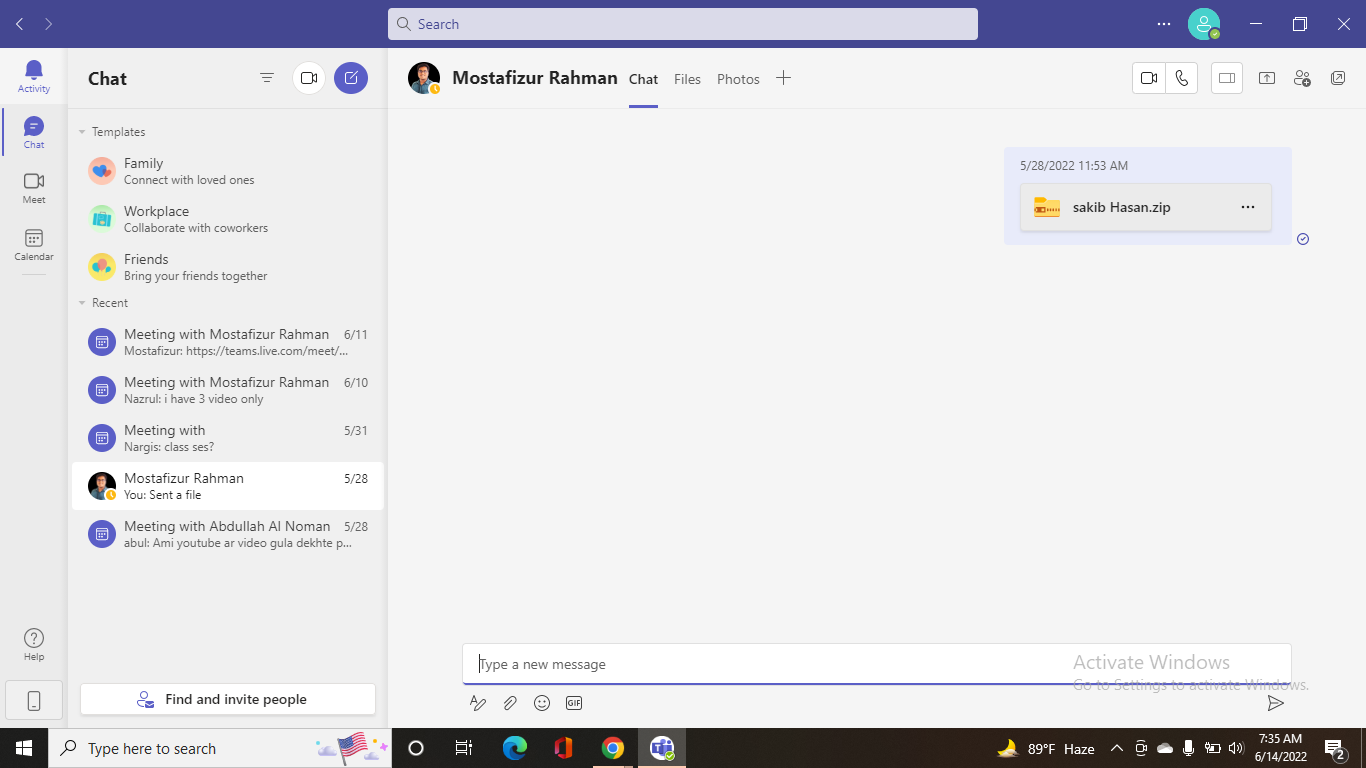 Search
Activity
Chat
Meet
Calendar
Help
Chat
Templates
Family
Connect with loved ones
Workplace
Collaborate with coworkers
Friends
Bring your friends together
Recent
Meeting with Mostafizur Rahman 6/11
Mostafizur: https://teams.live.com/meet/...
Meeting with Mostafizur Rahman 6/10
Nazrul: i have 3 video only
Meeting with 5/31
Nargis: class ses?
Mostafizur Rahman 5/28
You: Sent a file
Meeting with Abdullah Al Noman 5/28
abul: Ami youtube ar video gula dekhte p...
Find and invite people
Mostafizur Rahman Chat Files Photos
5/28/2022 11:53 AM
sakib Hasan.zip
Type a new message
GIF
Activate Windows
Go to Settings to activate Windows.
Type here to search
89°F Haze
7:35 AM
6/14/2022
2